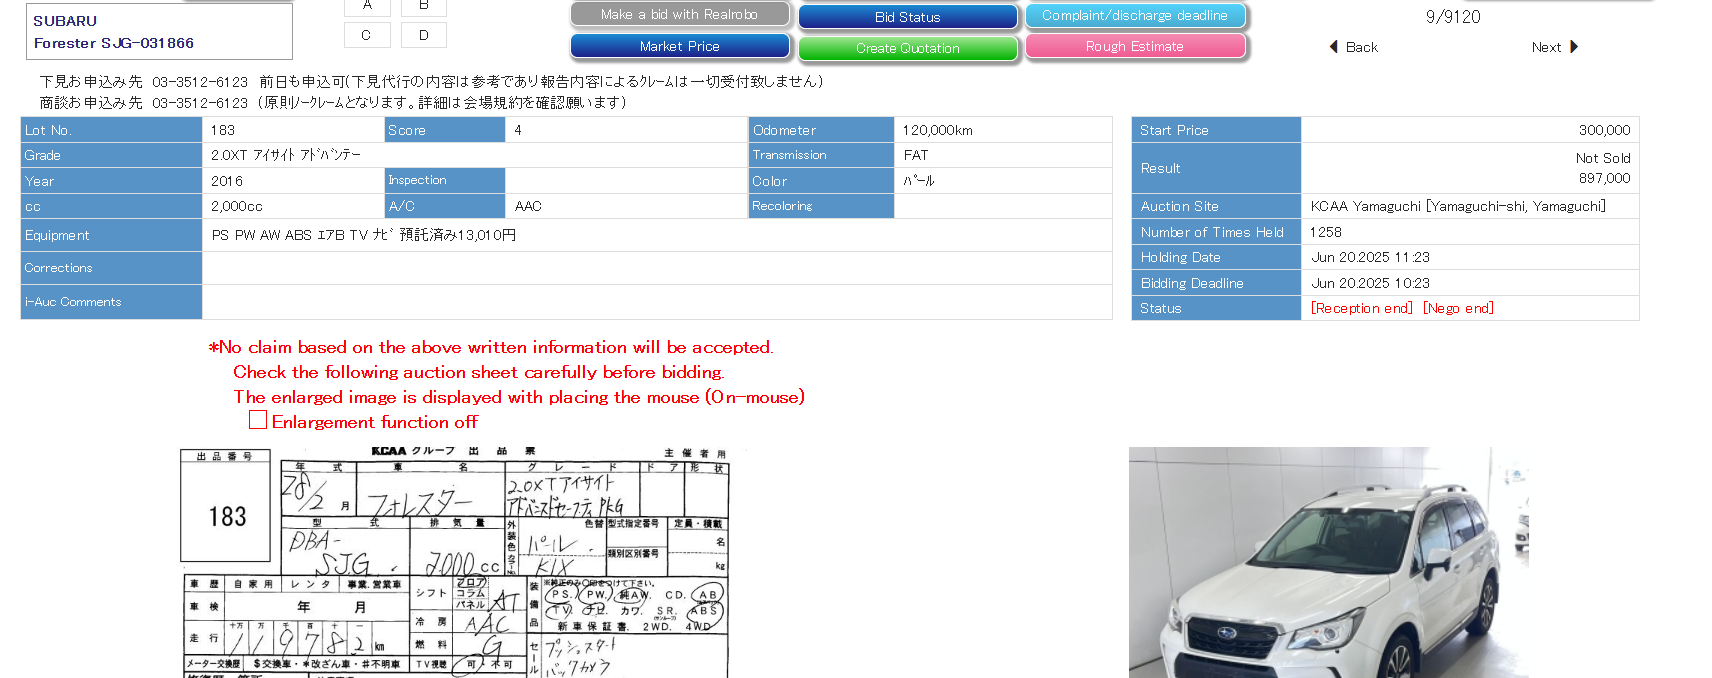 SUBARU
Forester SJG-031866
A B
C D
Make a bid with Realrobo
Bid Status
Complaint/discharge deadline
Market Price
Create Quotation
Rough Estimate
9/9120
Back
Next
下見お申込み先 03-3512-6123 前日も申込可(下見代行の内容は参考であり報告内容によるクレームは一切受付致しません)
商談お申込み先 03-3512-6123 (原則ノークレームとなります。詳細は会場規約を確認願います)
Lot No. 183 Score 4 Odometer 120,000km
Grade 2.0XT アイサイト アドバンテー Transmission FAT
Year 2016 Inspection Color パール
cc 2,000cc A/C AAC Recoloring
Equipment PS PW AW ABS エアB TV ナビ 預託済み13,010円
Corrections
i-Auc Comments
Start Price 300,000
Result Not Sold
897,000
Auction Site KCAA Yamaguchi [Yamaguchi-shi, Yamaguchi]
Number of Times Held 1258
Holding Date Jun 20.2025 11:23
Bidding Deadline Jun 20.2025 10:23
Status [Reception end] [Nego end]
*No claim based on the above written information will be accepted.
Check the following auction sheet carefully before bidding.
The enlarged image is displayed with placing the mouse (On-mouse)
Enlargement function off
KCAA グループ 出 品 票
主 催 者 用
出 品 番 号
183
年 式 車 名 グ レ ー ド ド ア 形 状
28/2 月 フォレスター 2.0XTアイサイト
アドバンスドセーフティPKG
型 式 排 気 量 外装色 色替 型式指定番号 定員・積載
DBA-
SJG 2000 cc パール 類別区別番号 名
K1X kg
車 歴 自 家 用 レ ン タ 事業.営業車
車 検 年 月
シフト フロア コラム パネル AT
装備品 ※純正のみ○印をつけて下さい。
PS. PW. 純AW. CD. AB
TV. ナビ. カワ. SR. ABS
新 車 保 証 書. 2WD. 4WD
冷 房 AAC
走 行 十万 万 千 百 十 一
119782 km
燃 料 G
セール プッシュスタート
バックカメラ
メーター交換歴 $交換車・*改ざん車・#不明車 TV視聴 可・不可